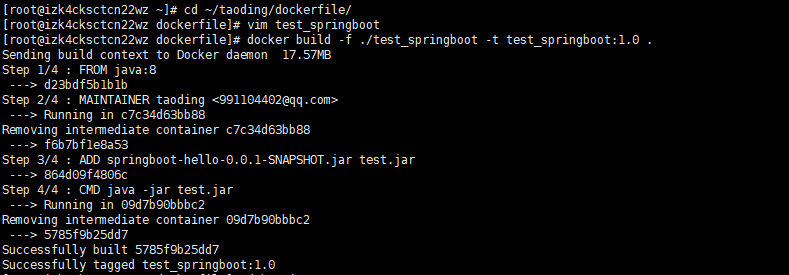 [root@izk4cksctcn22wz ~]# cd ~/taoding/dockerfile/
[root@izk4cksctcn22wz dockerfile]# vim test_springboot
[root@izk4cksctcn22wz dockerfile]# docker build -f ./test_springboot -t test_springboot:1.0 .
Sending build context to Docker daemon  17.57MB
Step 1/4 : FROM java:8
 ---> d23bdf5b1b1b
Step 2/4 : MAINTAINER taoding <991104402@qq.com>
 ---> Running in c7c34d63bb88
Removing intermediate container c7c34d63bb88
 ---> f6b7bf1e8a53
Step 3/4 : ADD springboot-hello-0.0.1-SNAPSHOT.jar test.jar
 ---> 864d09f4806c
Step 4/4 : CMD java -jar test.jar
 ---> Running in 09d7b90bbbc2
Removing intermediate container 09d7b90bbbc2
 ---> 5785f9b25dd7
Successfully built 5785f9b25dd7
Successfully tagged test_springboot:1.0